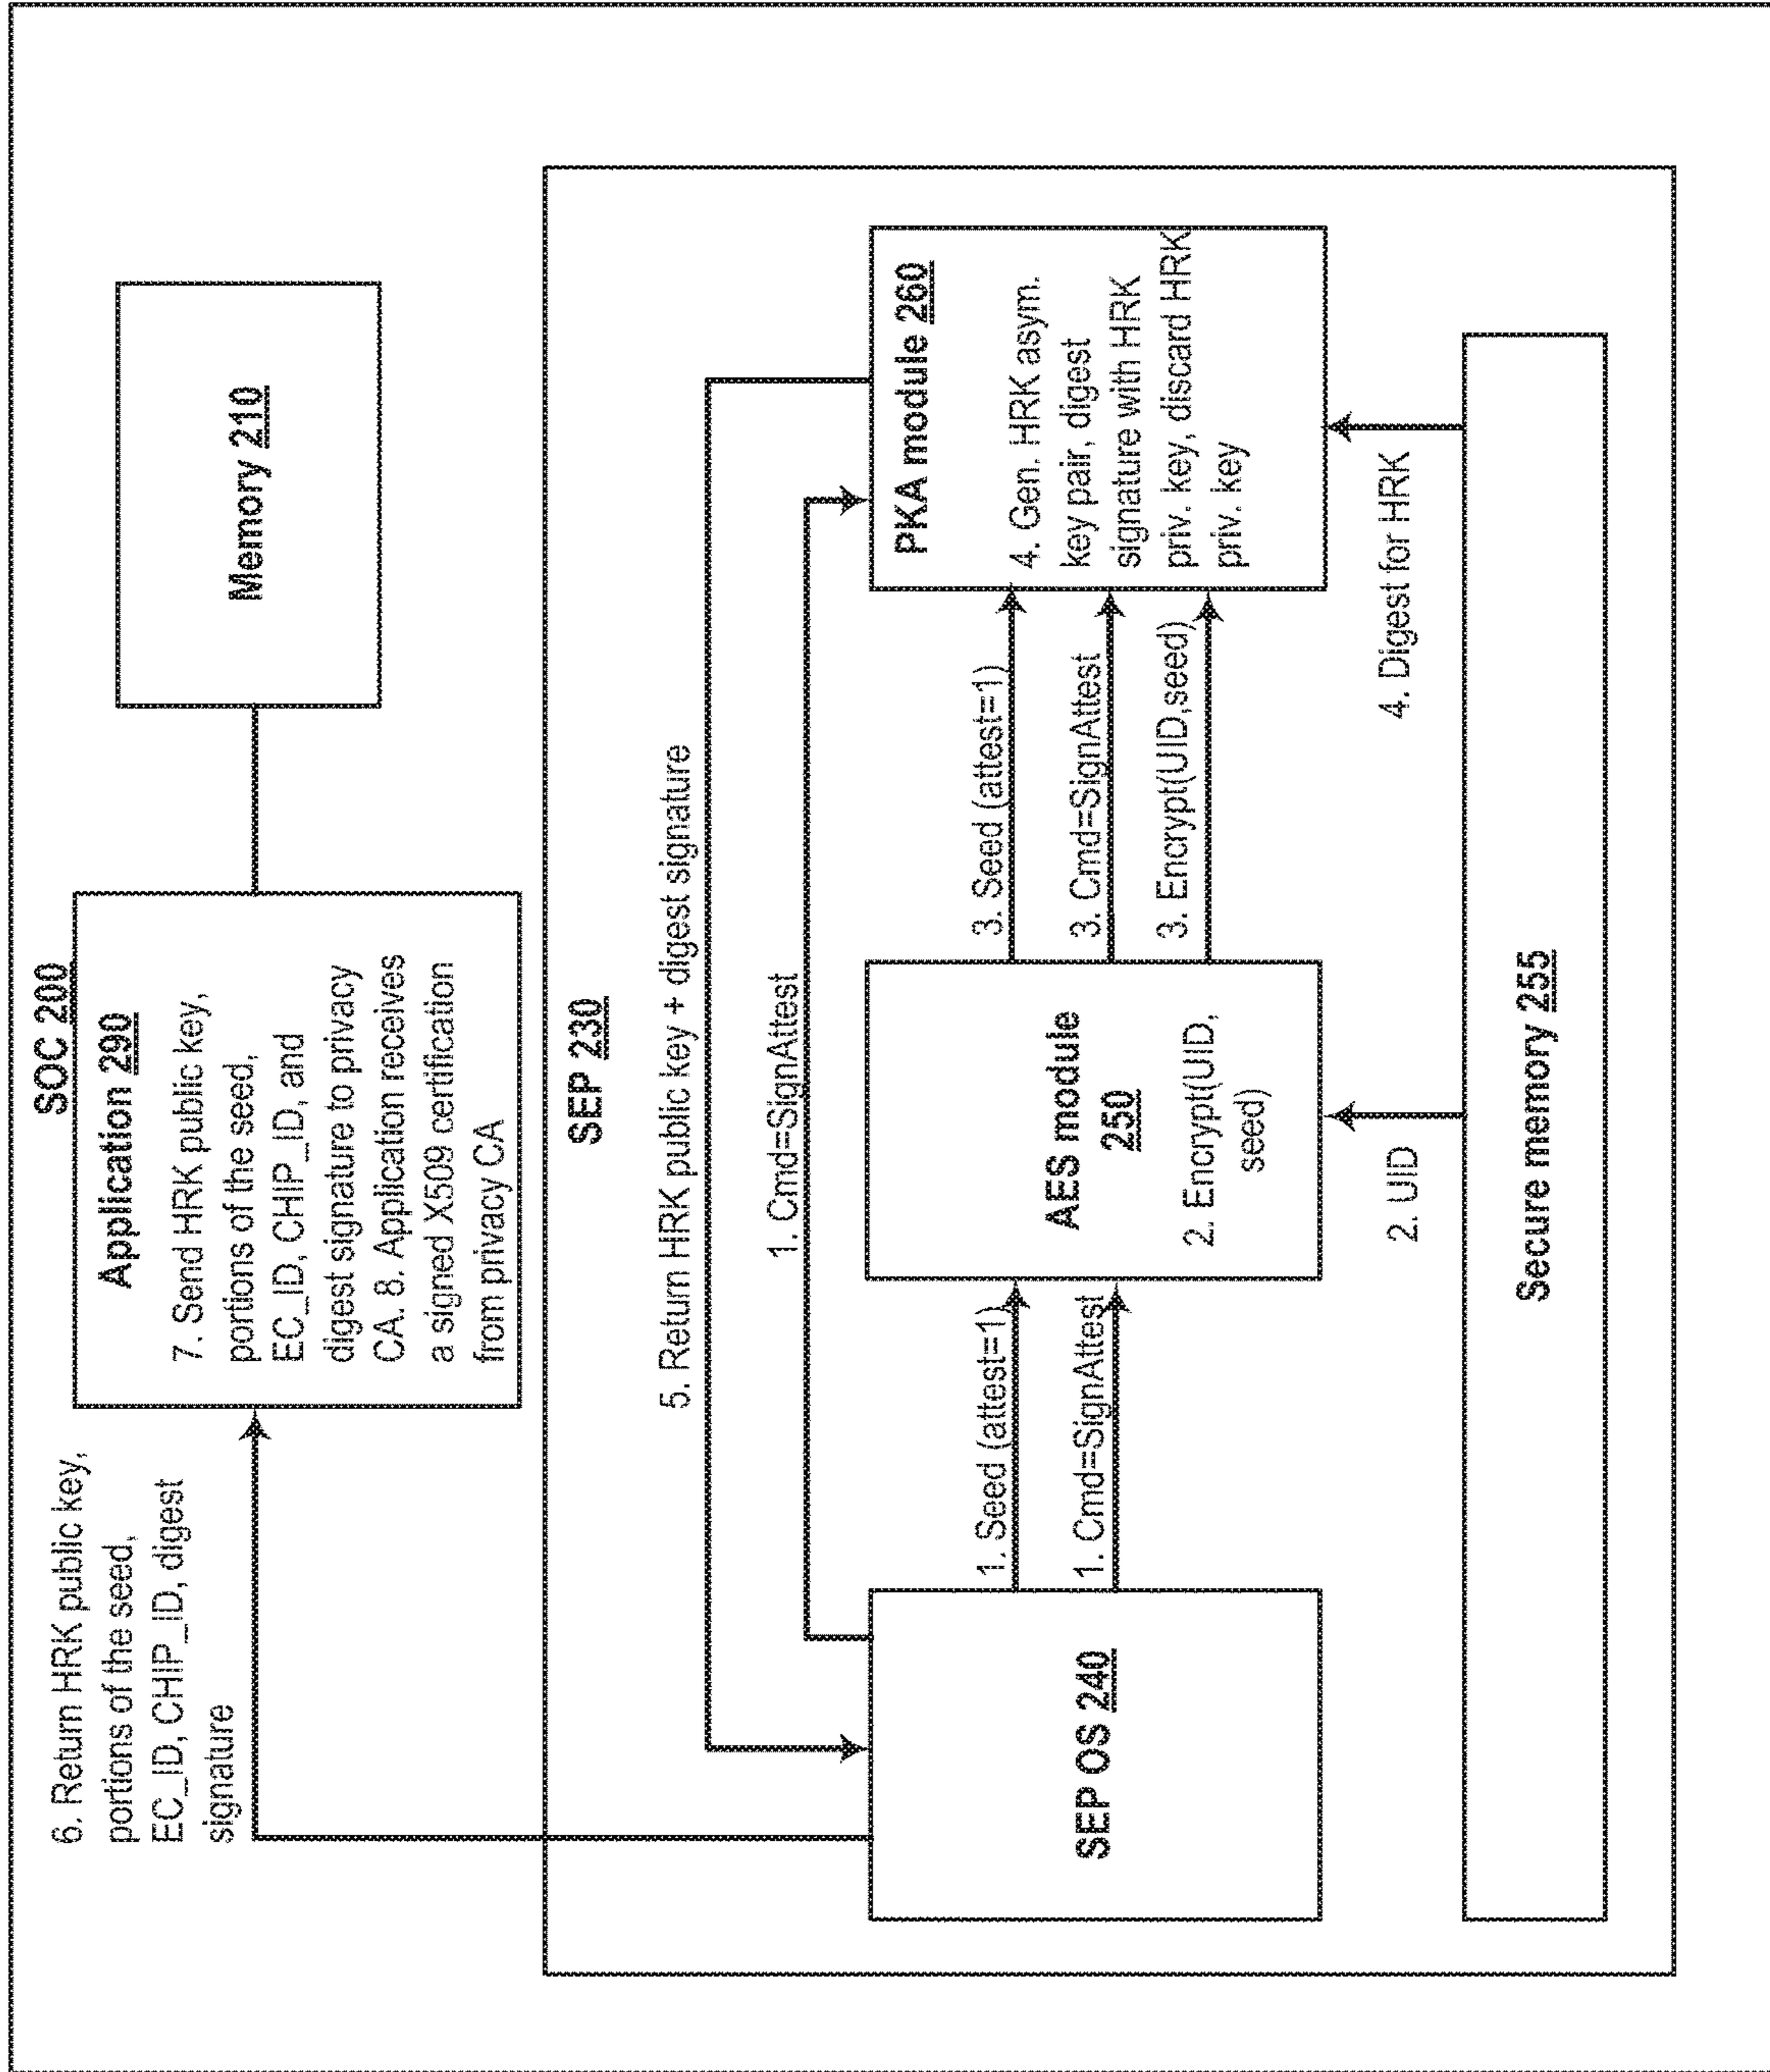 SOC 200
6. Return HRK public key,
portions of the seed,
EC_ID, CHIP_ID, digest
signature
Application 290
7. Send HRK public key,
portions of the seed,
EC_ID, CHIP_ID, and
digest signature to privacy
CA. 8. Application receives
a signed X509 certification
from privacy CA
Memory 210
SEP 230
5. Return HRK public key + digest signature
1. Cmd=SignAttest
SEP OS 240
1. Seed (attest=1)
1. Cmd=SignAttest
AES module
250
2. Encrypt(UID,
seed)
3. Seed (attest=1)
3. Cmd=SignAttest
3. Encrypt(UID,seed)
PKA module 260
4. Gen. HRK asym.
key pair, digest
signature with HRK
priv. key, discard HRK
priv. key
2. UID
4. Digest for HRK
Secure memory 255